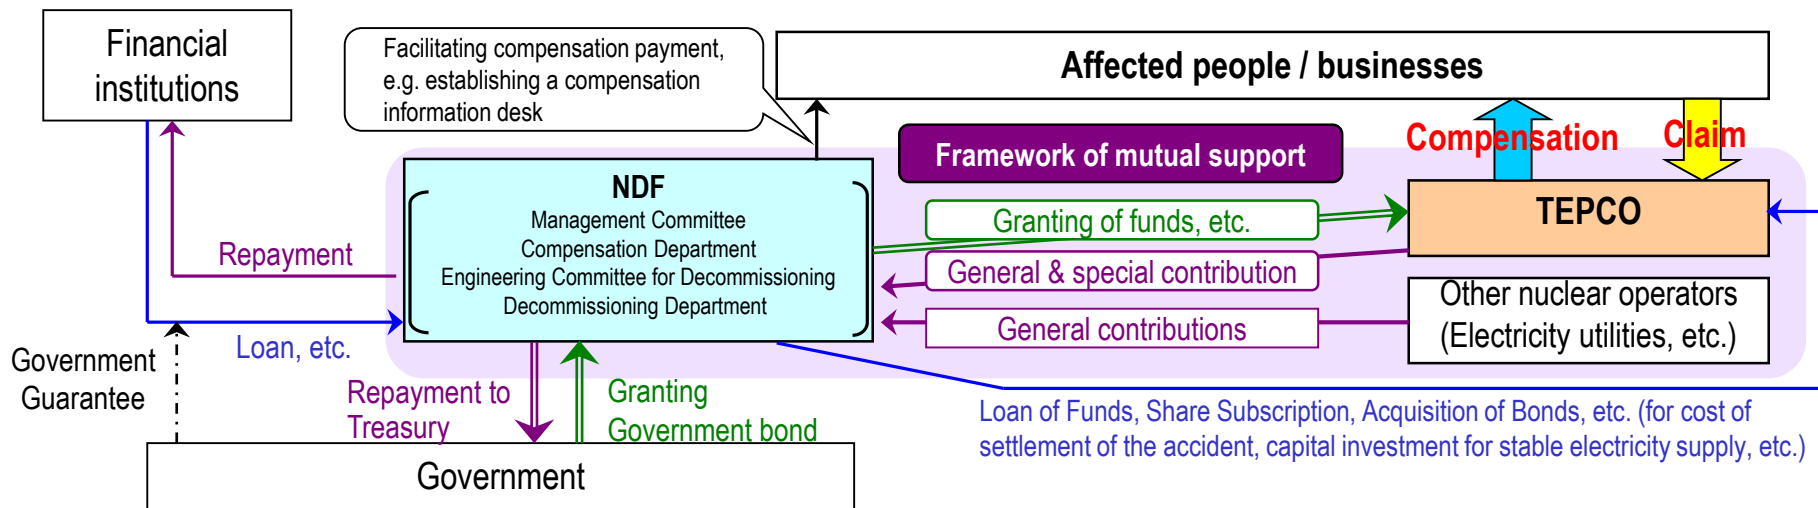 Financial
institutions
Facilitating compensation payment,
e.g. establishing a compensation
information desk
Affected people / businesses
Compensation
Claim
Framework of mutual support
NDF
Management Committee
Compensation Department
Engineering Committee for Decommissioning
Decommissioning Department
Granting of funds, etc.
TEPCO
Repayment
General & special contribution
Other nuclear operators
(Electricity utilities, etc.)
General contributions
Loan, etc.
Government
Guarantee
Repayment to
Treasury
Granting
Government bond
Loan of Funds, Share Subscription, Acquisition of Bonds, etc. (for cost of
settlement of the accident, capital investment for stable electricity supply, etc.)
Government